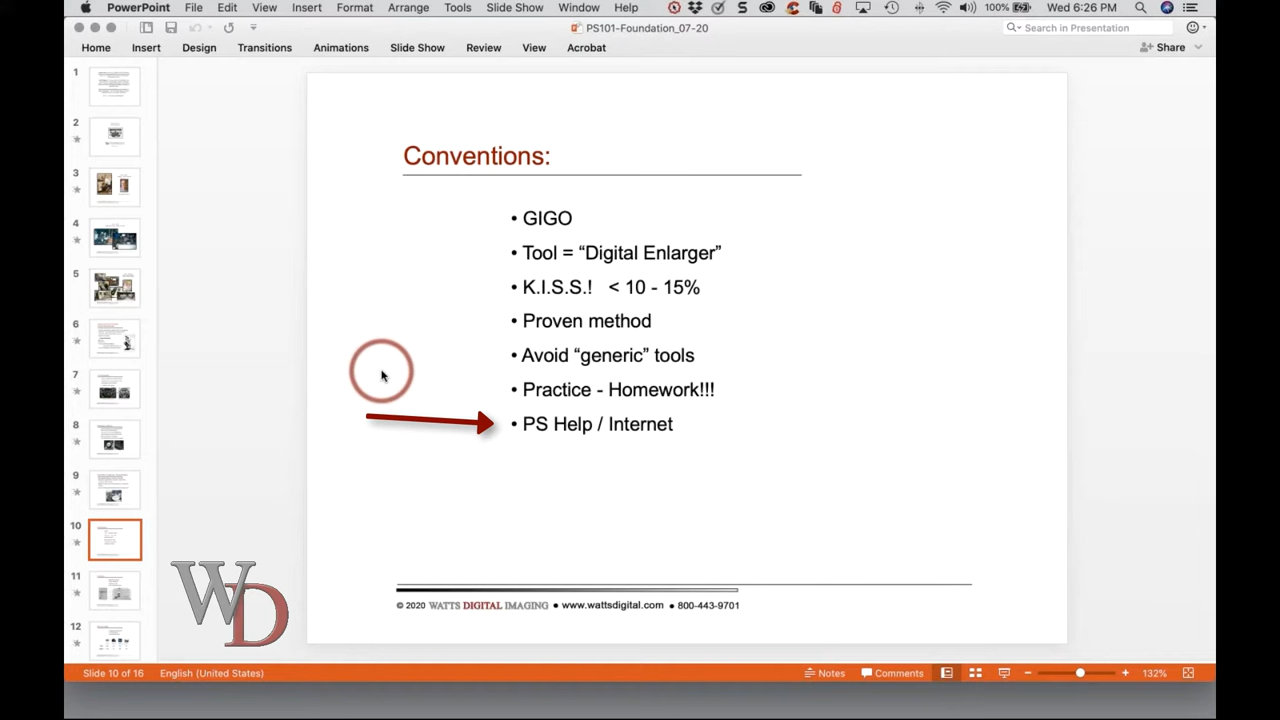 PowerPoint File Edit View Insert Format Arrange Tools Slide Show Window Help 100% Wed 6:26 PM
PS101-Foundation_07-20 Search in Presentation
Home Insert Design Transitions Animations Slide Show Review View Acrobat Share
1
2
3
4
5
6
7
8
9
10
11
12
Conventions:
• GIGO
• Tool = “Digital Enlarger”
• K.I.S.S.! < 10 - 15%
• Proven method
• Avoid “generic” tools
• Practice - Homework!!!
• PS Help / Internet
WD
© 2020 WATTS DIGITAL IMAGING ● www.wattsdigital.com ● 800-443-9701
Slide 10 of 16 English (United States) Notes Comments 132%